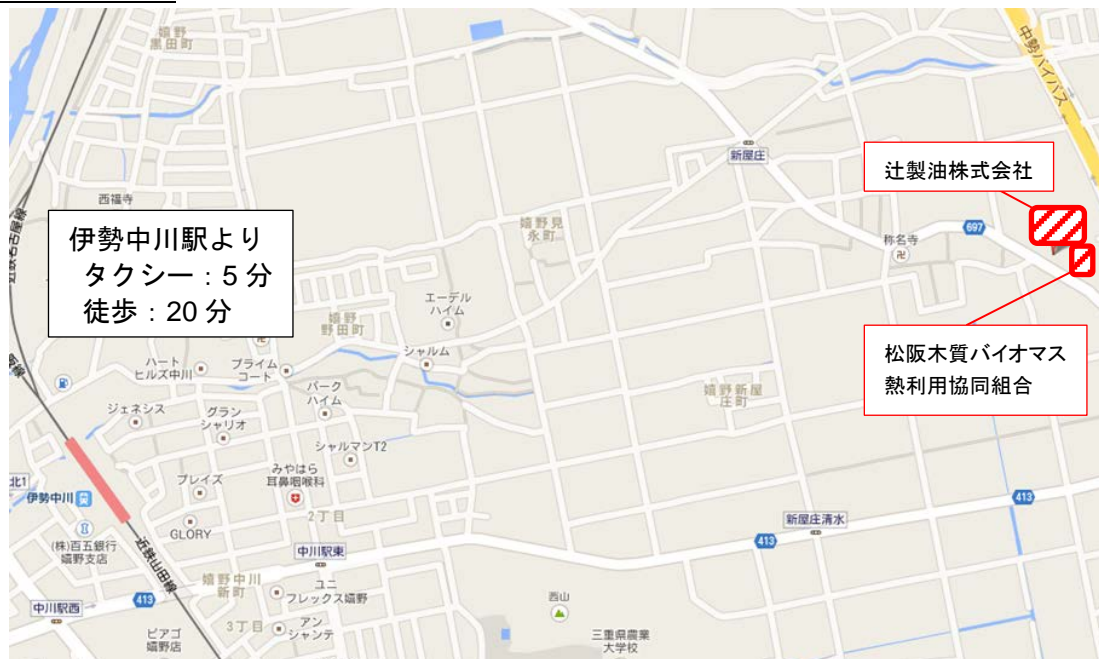 嬉野
黒田町
中勢バイパス
新屋庄
辻製油株式会社
西福寺
伊勢中川駅より
タクシー：5 分
徒歩：20 分
嬉野見
永町
称名寺
697
エーデル
ハイム
嬉野
野田町
松阪木質バイオマス
熱利用協同組合
シャルム
ハート
ヒルズ中川
プライム
コート
パーク
ハイム
嬉野新屋
庄町
ジェネシス
グラン
シャリオ
シャルマンT2
みやはら
耳鼻咽喉科
プレイズ
北1
伊勢中川
413
2丁目
新屋庄清水
GLORY
413
(株)百五銀行
嬉野支店
近鉄山田線
中川駅東
嬉野中川
新町
ユニ
フレックス嬉野
西山
中川駅西
413
3丁目
アン
シャンテ
ピアゴ
嬉野店
三重県農業
大学校